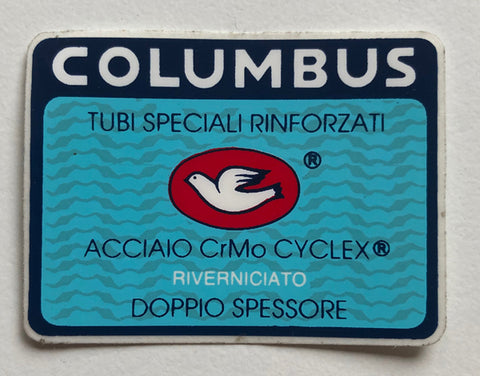 COLUMBUS
TUBI SPECIALI RINFORZATI
®
ACCIAIO CrMo CYCLEX®
RIVERNICIATO
DOPPIO SPESSORE